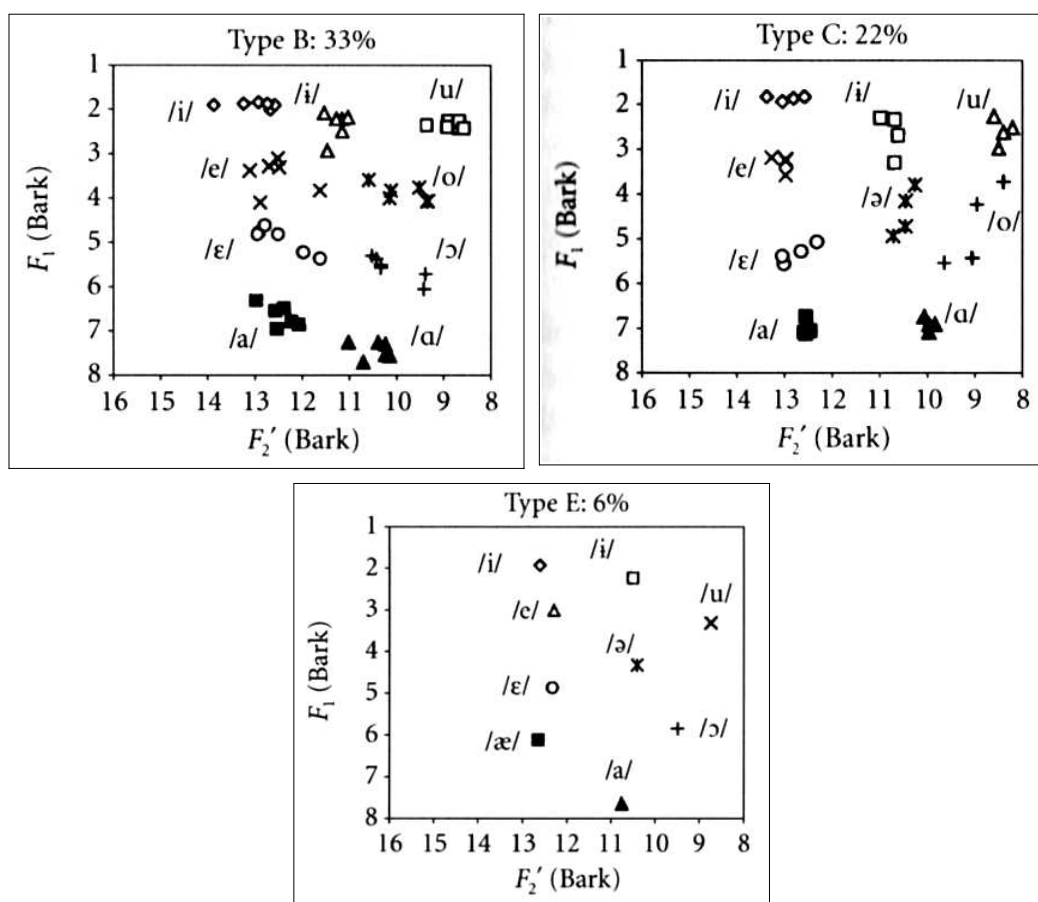 Type B: 33%
1
2
3
4
5
6
7
8
/i/
/ɨ/
/u/
/e/
/o/
/ɛ/
/ɔ/
/a/
/ɑ/
F₁ (Bark)
16 15 14 13 12 11 10 9 8
F₂′ (Bark)
Type C: 22%
1
2
3
4
5
6
7
8
/i/
/ɨ/
/u/
/e/
/ə/
/o/
/ɛ/
/a/
/ɑ/
F₁ (Bark)
16 15 14 13 12 11 10 9 8
F₂′ (Bark)
Type E: 6%
1
2
3
4
5
6
7
8
/i/
/ɨ/
/e/
/u/
/ə/
/ɛ/
/æ/
/ɔ/
/a/
F₁ (Bark)
16 15 14 13 12 11 10 9 8
F₂′ (Bark)